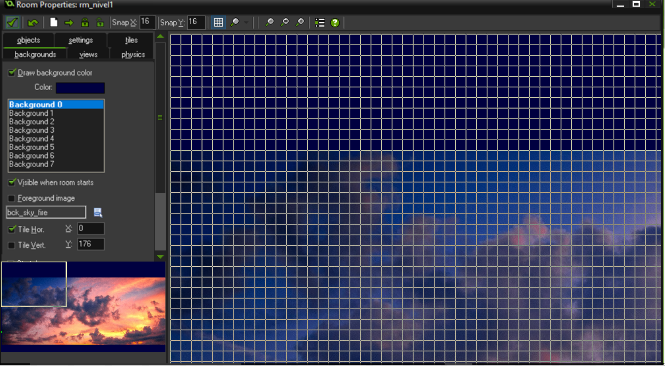 Room Properties: rm_nivel1
Snap X: 16 Snap Y: 16
objects settings tiles
backgrounds views physics
Draw background color
Color:
Background 0
Background 1
Background 2
Background 3
Background 4
Background 5
Background 6
Background 7
Visible when room starts
Foreground image
bck_sky_fire
Tile Hor. X: 0
Tile Vert. Y: 176